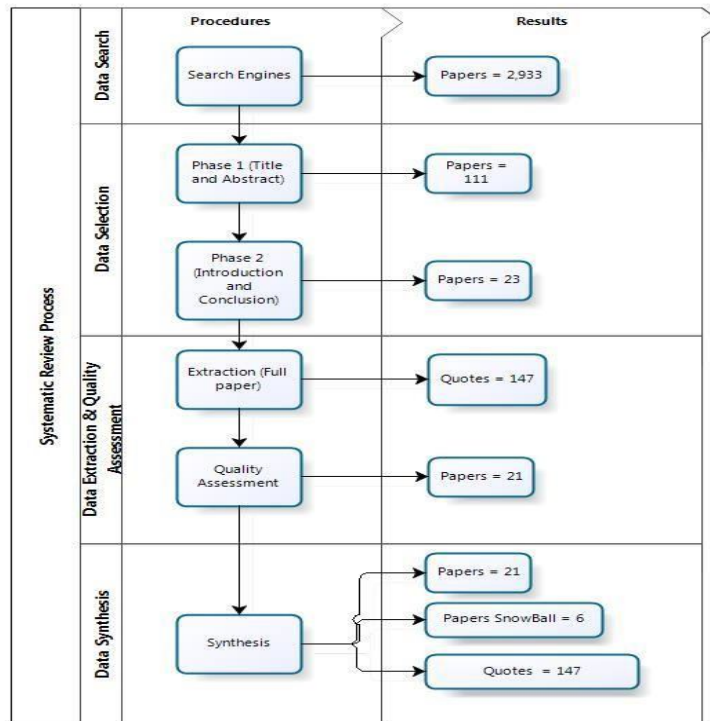 Procedures
Results
Systematic Review Process
Data Search
Search Engines
Papers = 2,933
Data Selection
Phase 1 (Title
and Abstract)
Papers =
111
Phase 2
(Introduction
and
Conclusion)
Papers = 23
Data Extraction & Quality
Assessment
Extraction (Full
paper)
Quotes = 147
Quality
Assessment
Papers = 21
Data Synthesis
Synthesis
Papers = 21
Papers SnowBall = 6
Quotes = 147